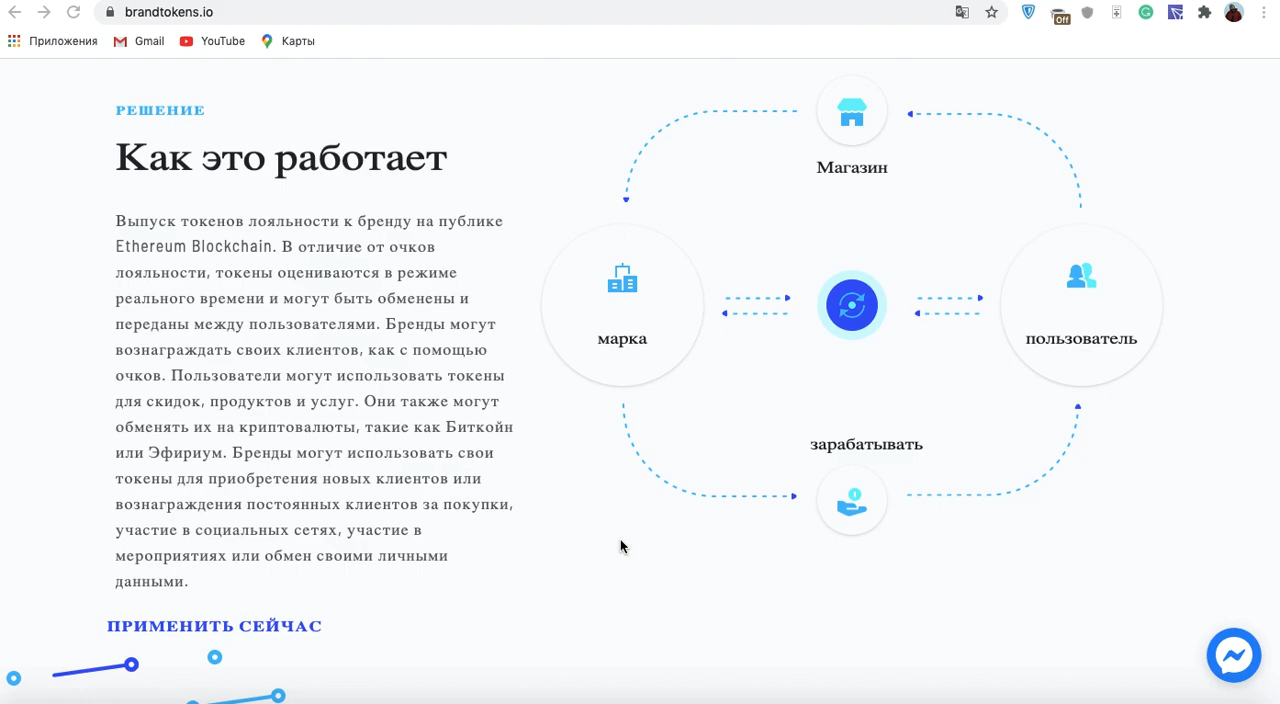 brandtokens.io
Off
Приложения
Gmail
YouTube
Карты
РЕШЕНИЕ
Как это работает
Выпуск токенов лояльности к бренду на публике
Ethereum Blockchain. В отличие от очков
лояльности, токены оцениваются в режиме
реального времени и могут быть обменены и
переданы между пользователями. Бренды могут
вознаграждать своих клиентов, как с помощью
очков. Пользователи могут использовать токены
для скидок, продуктов и услуг. Они также могут
обменять их на криптовалюты, такие как Биткойн
или Эфириум. Бренды могут использовать свои
токены для приобретения новых клиентов или
вознаграждения постоянных клиентов за покупки,
участие в социальных сетях, участие в
мероприятиях или обмен своими личными
данными.
ПРИМЕНИТЬ СЕЙЧАС
Магазин
марка
пользователь
зарабатывать